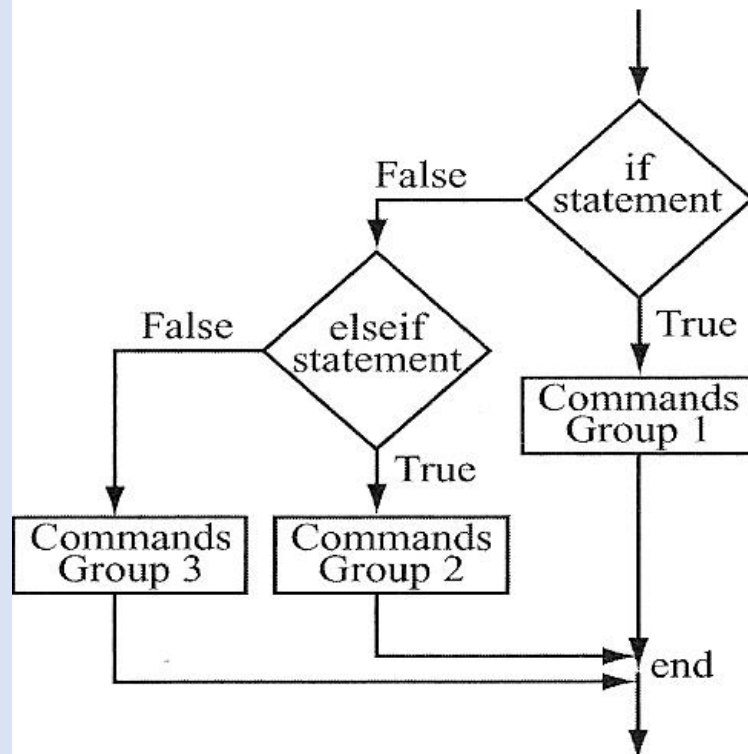 if
statement
False
True
elseif
statement
False
True
Commands
Group 1
Commands
Group 2
Commands
Group 3
end